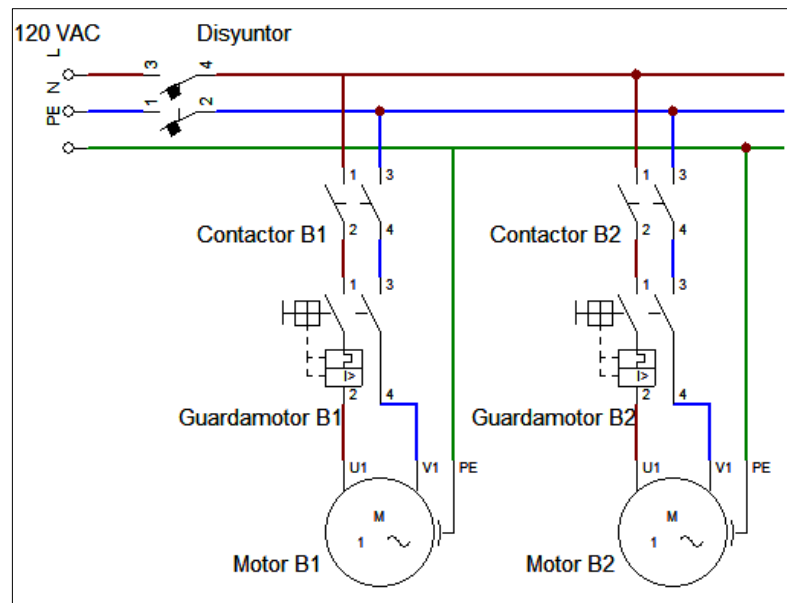 120 VAC Disyuntor
L
3 4
N
1 2
PE
1 3 1 3
Contactor B1 Contactor B2
2 4 2 4
1 3 1 3
I> I>
2 4 2 4
Guardamotor B1 Guardamotor B2
U1 V1 PE U1 V1 PE
M M
1 1
Motor B1 Motor B2